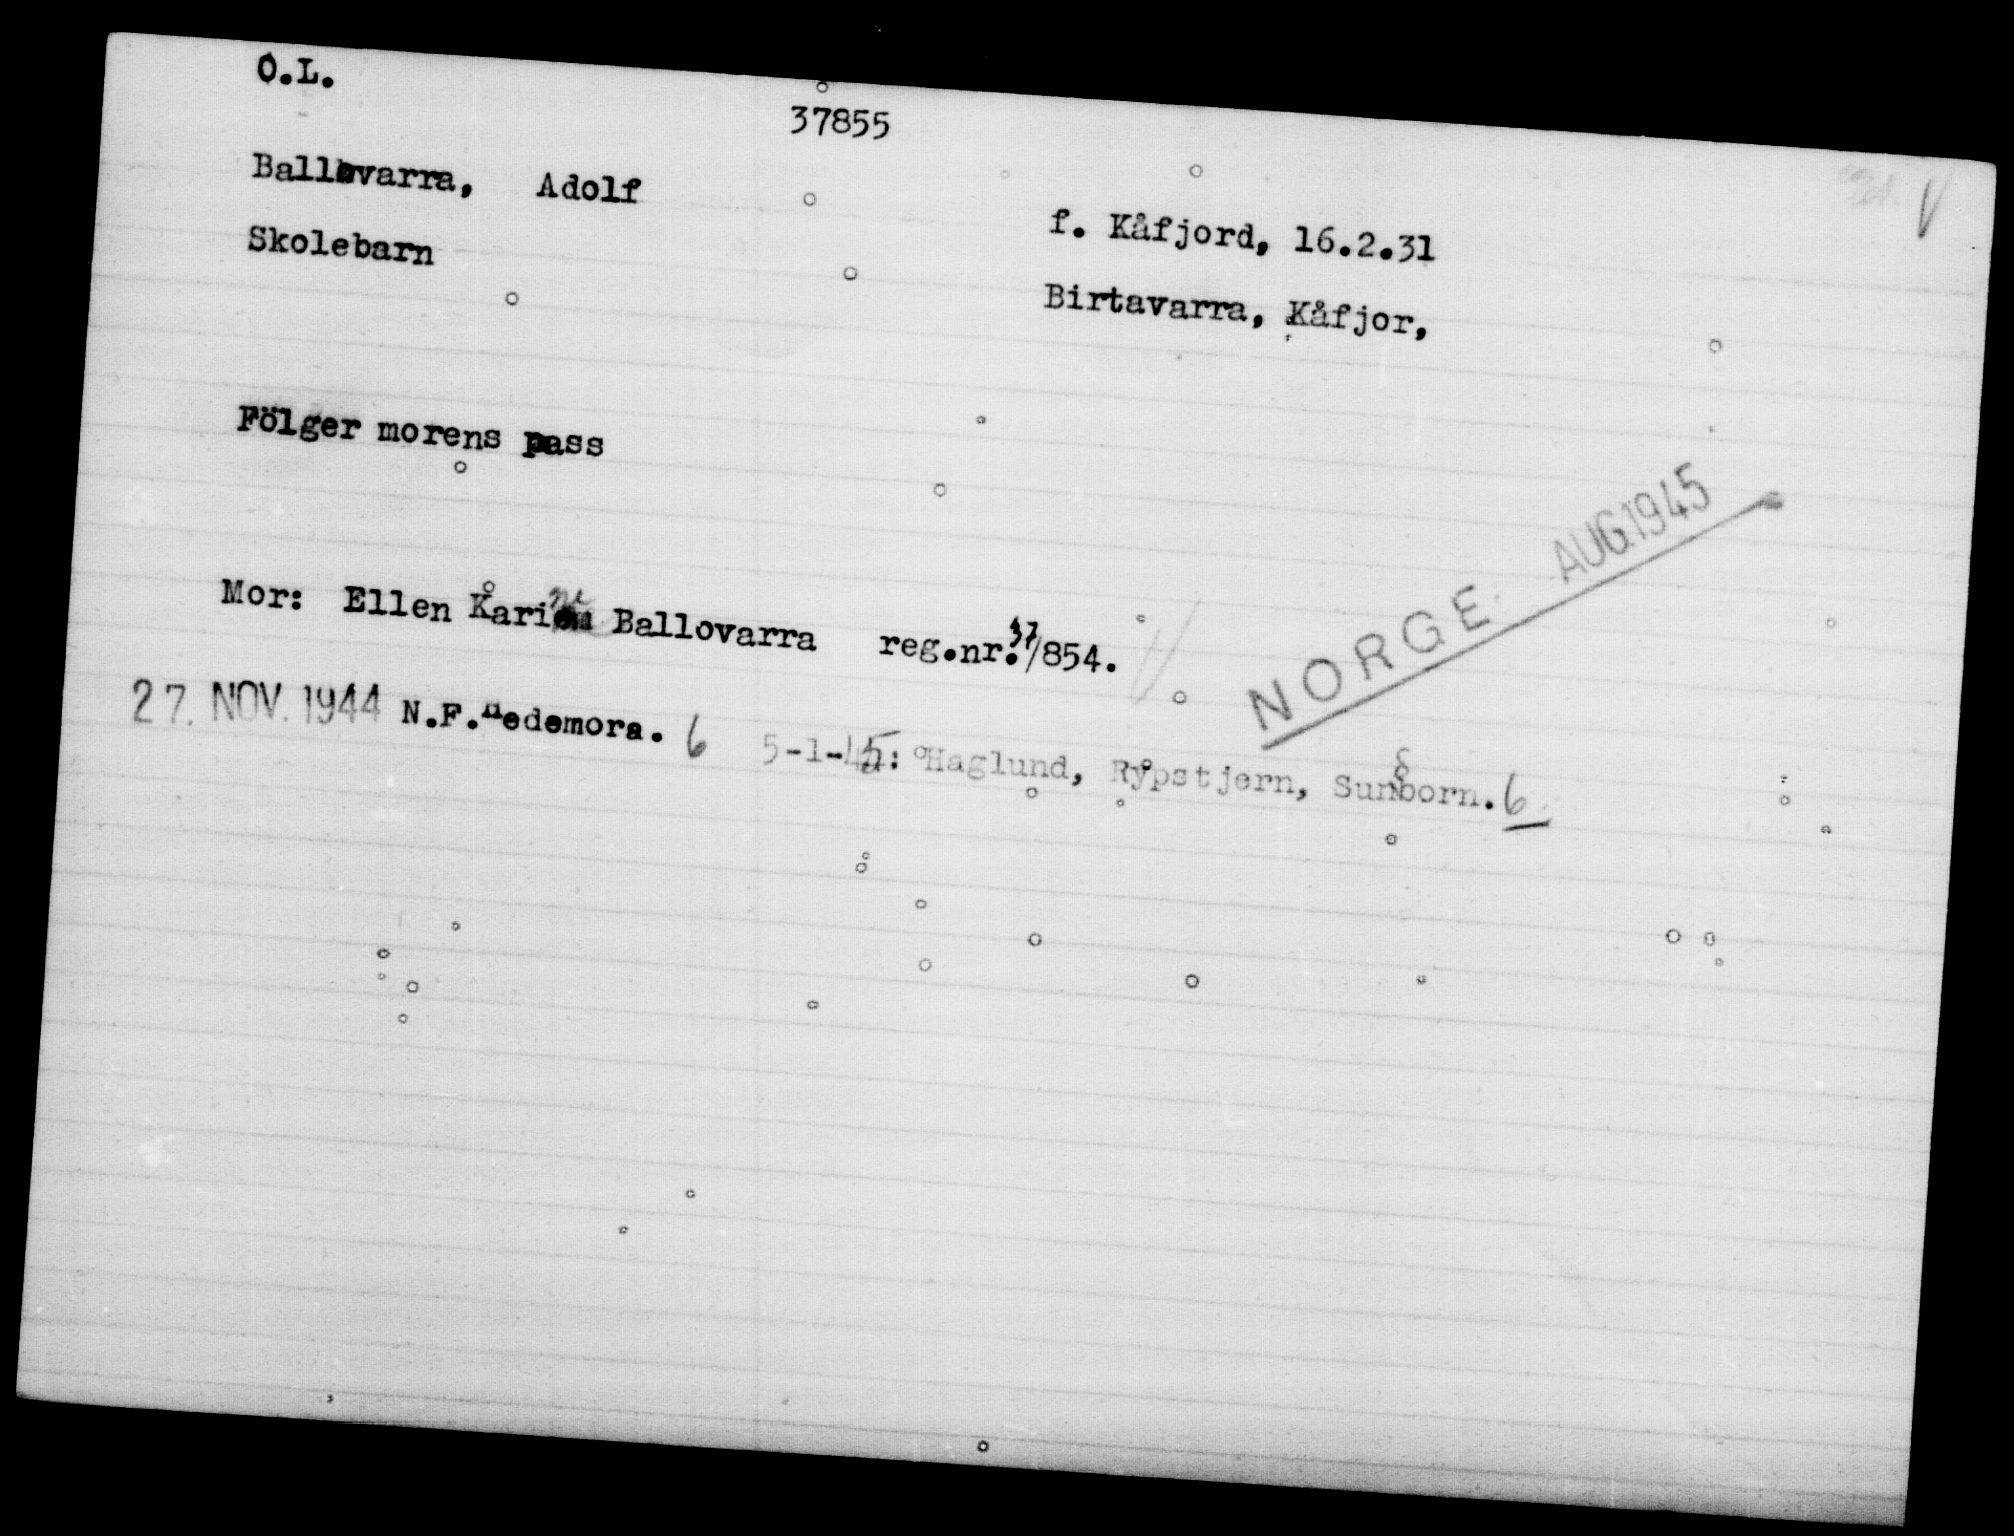 O.L.
37855
Ballovarra, Adolf
f. Kåfjord, 16.2.31
Skolebarn
Birtavarra, Kåfjor,
Fölger morens pass
NORGE AUG.1945
Mor: Ellen Karine Ballovarra reg.nr.37/854.
27. NOV. 1944 N.F.Hedemora. 6 5-1-45: Haglund, Rypstjern, Sunborn. 6